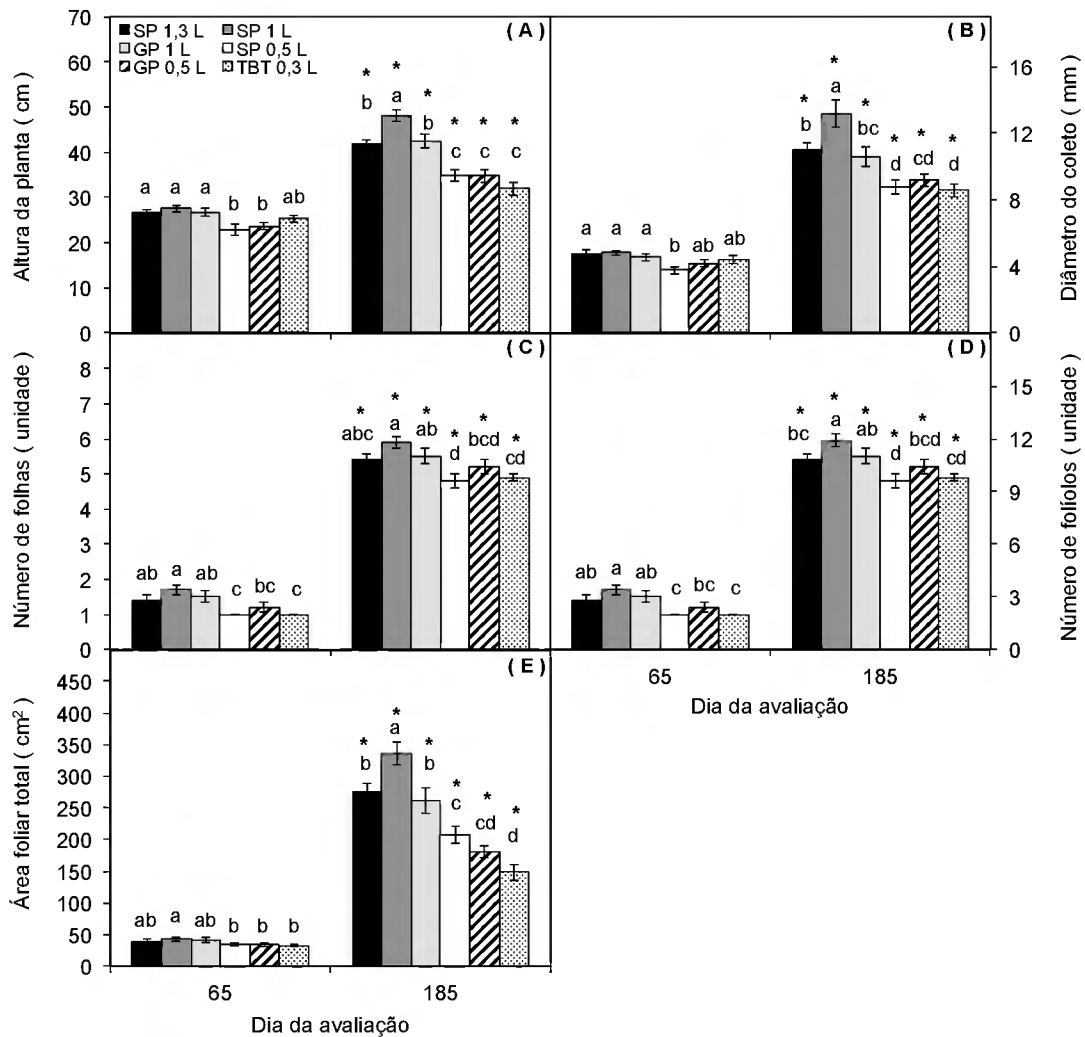 ■ SP 1,3 L ■ SP 1 L
GP 1 L SP 0,5 L
GP 0,5 L TBT 0,3 L
( A )
Altura da planta ( cm )
70
60
50
40
30
20
10
0
a a a b b ab
* * * * * *
b a b c c c
( B )
Diâmetro do coleto ( mm )
16
12
8
4
0
a a a b ab ab
* * * * * *
b a bc d cd d
( C )
Número de folhas ( unidade )
8
7
6
5
4
3
2
1
0
ab a ab c bc c
* * * * * *
abc a ab d bcd cd
( D )
Número de folíolos ( unidade )
15
12
9
6
3
0
ab a ab c bc c
* * * * * *
bc a ab d bcd cd
65 185
Dia da avaliação
( E )
Área foliar total ( cm² )
450
400
350
300
250
200
150
100
50
0
ab a ab b b b
* * * * * *
b a b c cd d
65 185
Dia da avaliação